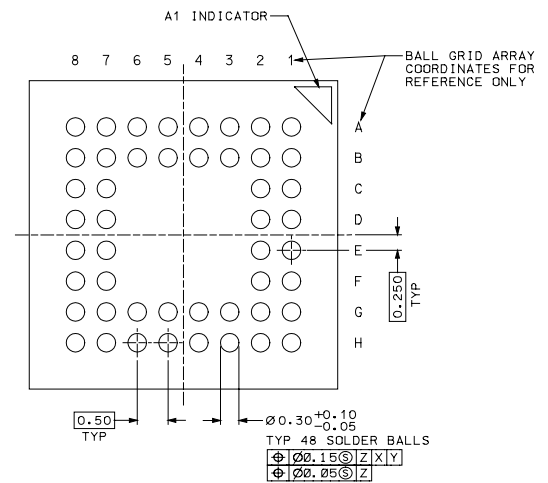 A1 INDICATOR
8 7 6 5 4 3 2 1
BALL GRID ARRAY
COORDINATES FOR
REFERENCE ONLY
A
B
C
D
E
F
G
H
0.250
TYP
0.50
TYP
Ø0.30 +0.10
-0.05
TYP 48 SOLDER BALLS
⌖ Ø0.15Ⓢ Z X Y
⌖ Ø0.05Ⓢ Z